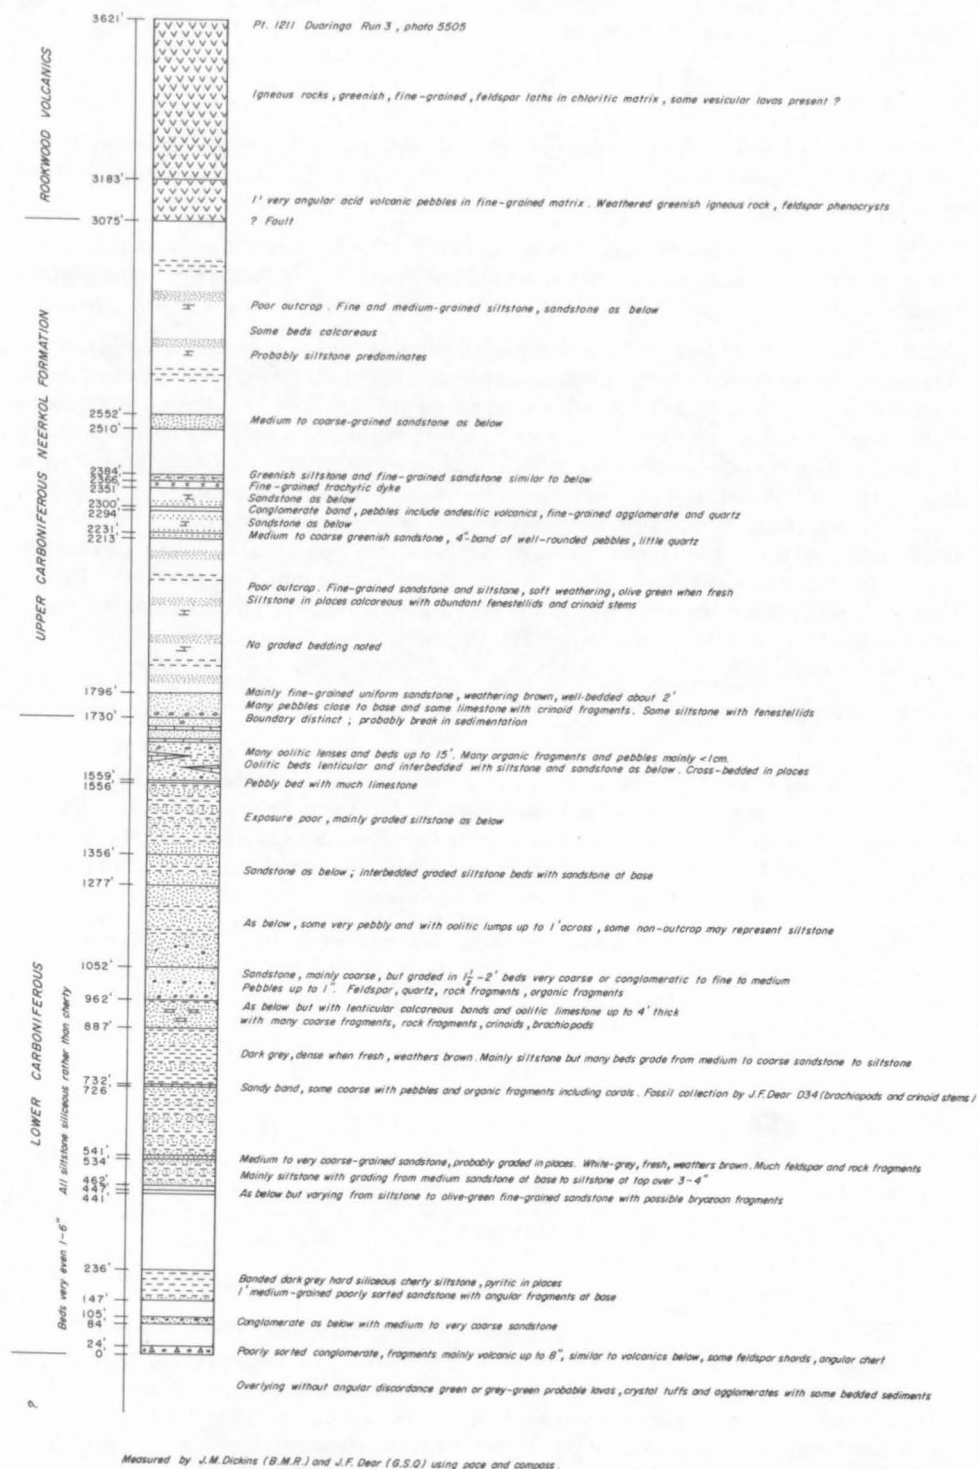 3621'
Pt. 1211 Duaringa Run 3, photo 5505
ROOKWOOD VOLCANICS
Igneous rocks, greenish, fine-grained, feldspar laths in chloritic matrix, some vesicular lavas present ?
3183'
1' very angular acid volcanic pebbles in fine-grained matrix. Weathered greenish igneous rock, feldspar phenocrysts
3075'
? Fault
UPPER CARBONIFEROUS NEERKOL FORMATION
Poor outcrop. Fine and medium-grained siltstone, sandstone as below
Some beds calcareous
Probably siltstone predominates
2552'
2510'
Medium to coarse-grained sandstone as below
2384'
Greenish siltstone and fine-grained sandstone similar to below
2366'
Fine-grained trachytic dyke
2351'
Sandstone as below
2300'
Conglomerate band, pebbles include andesitic volcanics, fine-grained agglomerate and quartz
2294'
Sandstone as below
2231'
2213'
Medium to coarse greenish sandstone, 4" band of well-rounded pebbles, little quartz
Poor outcrop. Fine-grained sandstone and siltstone, soft weathering, olive green when fresh
Siltstone in places calcareous with abundant fenestellids and crinoid stems
No graded bedding noted
1796'
Mainly fine-grained uniform sandstone, weathering brown, well-bedded about 2'
Many pebbles close to base and some limestone with crinoid fragments. Some siltstone with fenestellids
1730'
Boundary distinct; probably break in sedimentation
LOWER CARBONIFEROUS
Many oolitic lenses and beds up to 15'. Many organic fragments and pebbles mainly <1cm.
Oolitic beds lenticular and interbedded with siltstone and sandstone as below. Cross-bedded in places
1559'
1556'
Pebbly bed with much limestone
Exposure poor, mainly graded siltstone as below
1356'
Sandstone as below; interbedded graded siltstone beds with sandstone at base
1277'
As below, some very pebbly and with oolitic lumps up to 1' across, some non-outcrop may represent siltstone
1052'
Sandstone, mainly coarse, but graded in 1½-2' beds very coarse or conglomeratic to fine to medium
Pebbles up to 1". Feldspar, quartz, rock fragments, organic fragments
962'
As below but with lenticular calcareous bands and oolitic limestone up to 4' thick
with many coarse fragments, rock fragments, crinoids, brachiopods
887'
All siltstone siliceous rather than cherty
Dark grey, dense when fresh, weathers brown. Mainly siltstone but many beds grade from medium to coarse sandstone to siltstone
732'
726'
Sandy band, some coarse with pebbles and organic fragments including corals. Fossil collection by J.F.Dear D34 (brachiopods and crinoid stems)
541'
534'
Medium to very coarse-grained sandstone, probably graded in places. White-grey, fresh, weathers brown. Much feldspar and rock fragments
462'
Mainly siltstone with grading from medium sandstone at base to siltstone at top over 3-4"
447'
441'
As below but varying from siltstone to olive-green fine-grained sandstone with possible bryozoan fragments
Beds very even 1-6"
236'
Banded dark grey hard siliceous cherty siltstone, pyritic in places
147'
1' medium-grained poorly sorted sandstone with angular fragments at base
105'
84'
Conglomerate as below with medium to very coarse sandstone
24'
0'
Poorly sorted conglomerate, fragments mainly volcanic up to 8", similar to volcanics below, some feldspar shards, angular chert
?
Overlying without angular discordance green or grey-green probable lavas, crystal tuffs and agglomerates with some bedded sediments
Measured by J.M.Dickins (B.M.R.) and J.F. Dear (G.S.Q) using pace and compass.